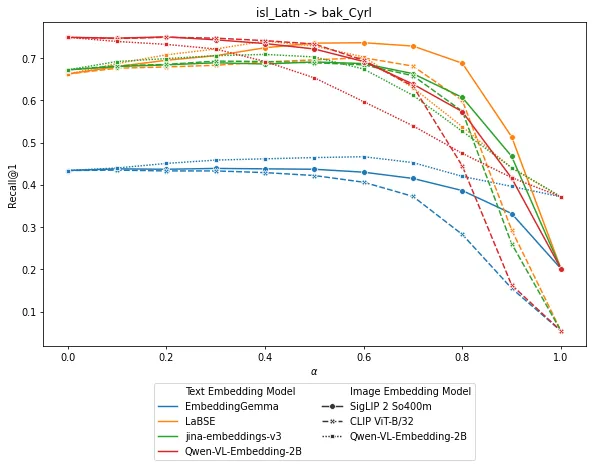 isl_Latn -> bak_Cyrl
Recall@1
0.7
0.6
0.5
0.4
0.3
0.2
0.1
0.0 0.2 0.4 0.6 0.8 1.0
α
Text Embedding Model
EmbeddingGemma
LaBSE
jina-embeddings-v3
Qwen-VL-Embedding-2B
Image Embedding Model
SigLIP 2 So400m
CLIP ViT-B/32
Qwen-VL-Embedding-2B